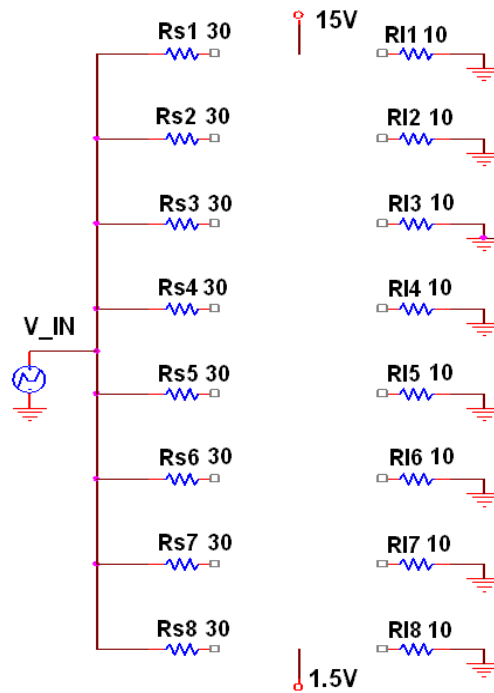 Rs1 30
15V
Rl1 10
Rs2 30
Rl2 10
Rs3 30
Rl3 10
Rs4 30
Rl4 10
V_IN
Rs5 30
Rl5 10
Rs6 30
Rl6 10
Rs7 30
Rl7 10
Rs8 30
Rl8 10
1.5V